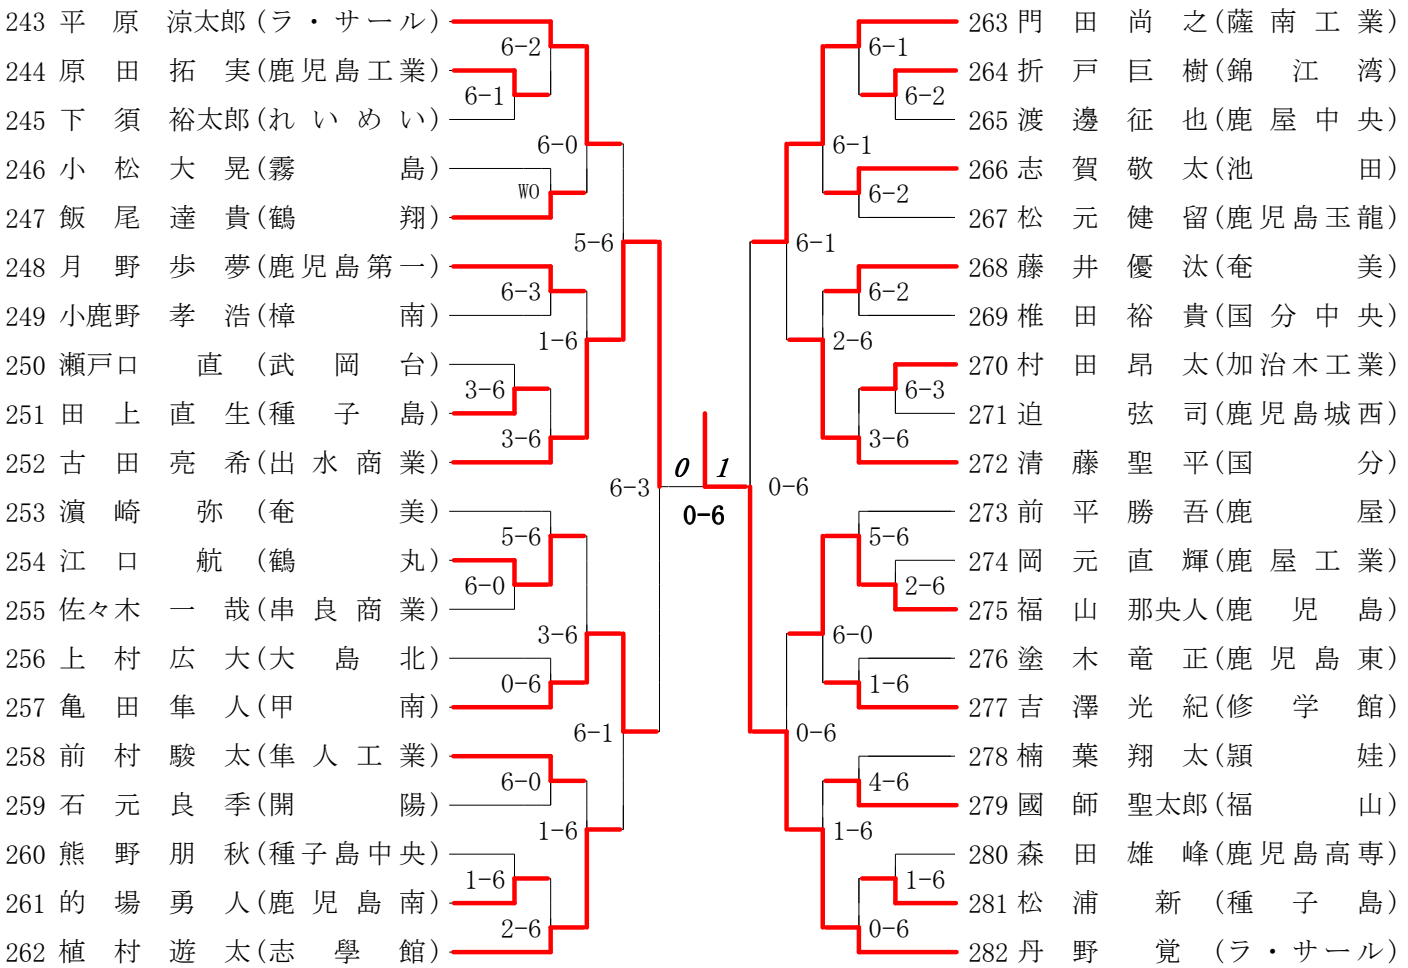 243 平 原 涼太郎 (ラ・サール)
244 原 田 拓 実 (鹿児島工業)
245 下 須 裕太郎 (れいめい)
246 小 松 大 晃 (霧 島)
247 飯 尾 達 貴 (鶴 翔)
248 月 野 歩 夢 (鹿児島第一)
249 小鹿野 孝 浩 (樟 南)
250 瀬戸口 直 (武 岡 台)
251 田 上 直 生 (種 子 島)
252 古 田 亮 希 (出水商業)
253 濵 崎 弥 (奄 美)
254 江 口 航 (鶴 丸)
255 佐々木 一 哉 (串良商業)
256 上 村 広 大 (大 島 北)
257 亀 田 隼 人 (甲 南)
258 前 村 駿 太 (隼人工業)
259 石 元 良 季 (開 陽)
260 熊 野 朋 秋 (種子島中央)
261 的 場 勇 人 (鹿児島南)
262 植 村 遊 太 (志 學 館)
6-2
6-1
6-0
WO
5-6
6-3
1-6
3-6
3-6
6-3
5-6
6-0
3-6
0-6
6-1
6-0
1-6
1-6
2-6
0 1
0-6
6-1
6-2
6-1
6-2
6-1
6-2
2-6
6-3
3-6
0-6
5-6
2-6
6-0
1-6
0-6
4-6
1-6
1-6
0-6
263 門 田 尚 之 (薩南工業)
264 折 戸 巨 樹 (錦 江 湾)
265 渡 邊 征 也 (鹿屋中央)
266 志 賀 敬 太 (池 田)
267 松 元 健 留 (鹿児島玉龍)
268 藤 井 優 汰 (奄 美)
269 椎 田 裕 貴 (国分中央)
270 村 田 昂 太 (加治木工業)
271 迫 弦 司 (鹿児島城西)
272 清 藤 聖 平 (国 分)
273 前 平 勝 吾 (鹿 屋)
274 岡 元 直 輝 (鹿屋工業)
275 福 山 那央人 (鹿 児 島)
276 塗 木 竜 正 (鹿児島東)
277 吉 澤 光 紀 (修 学 館)
278 楠 葉 翔 太 (頴 娃)
279 國 師 聖太郎 (福 山)
280 森 田 雄 峰 (鹿児島高専)
281 松 浦 新 (種 子 島)
282 丹 野 覚 (ラ・サール)